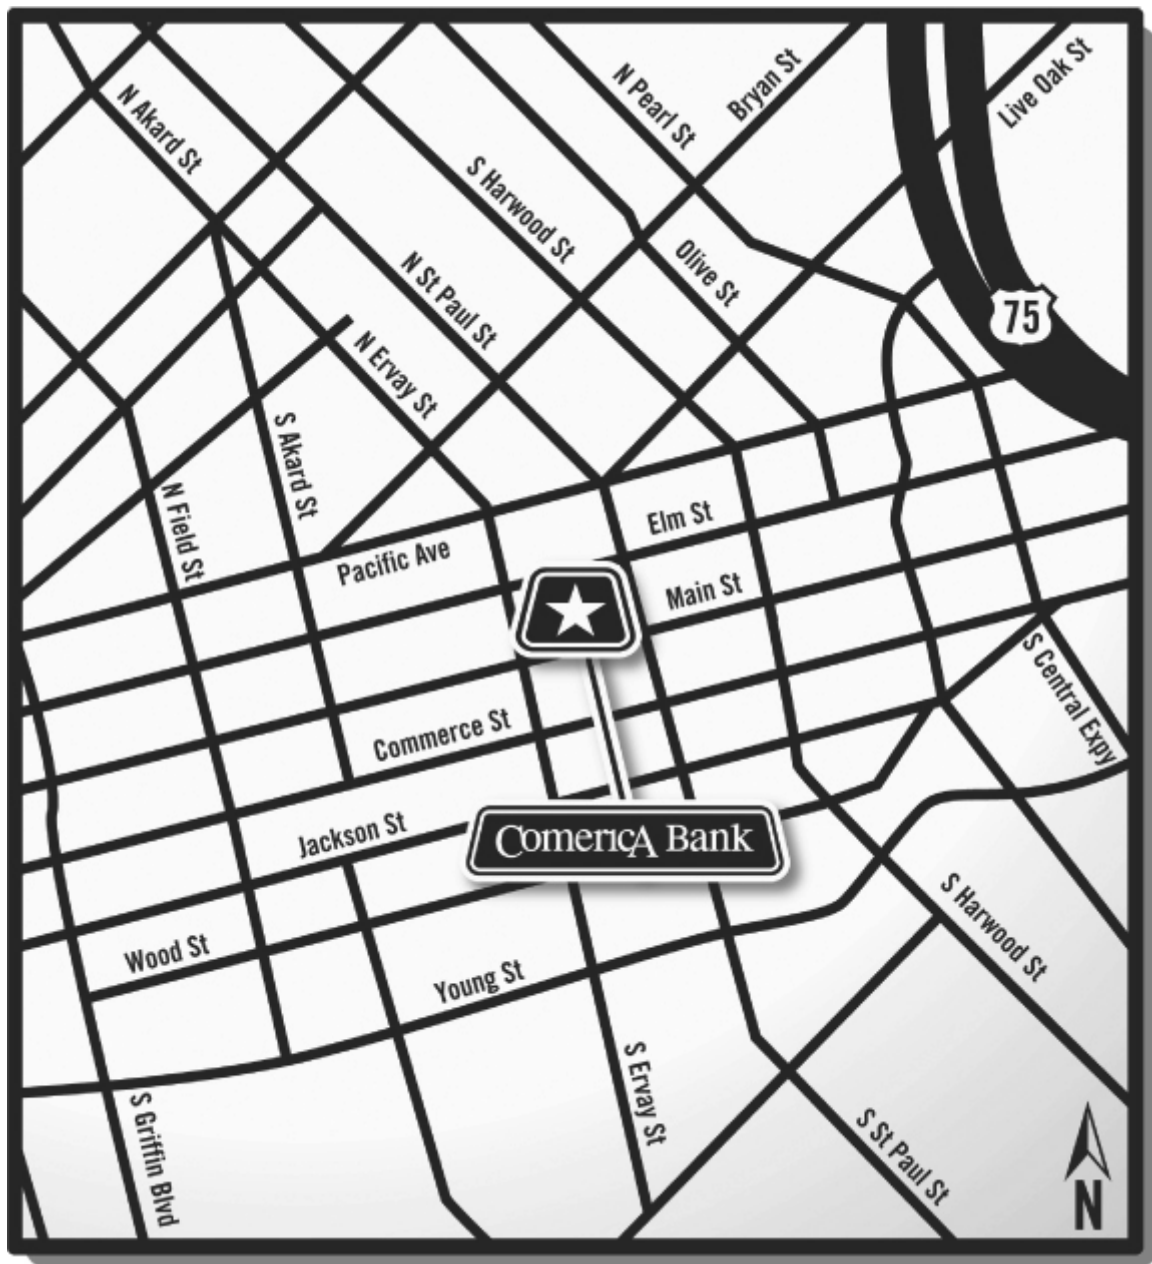 N Akard St
N Pearl St
Bryan St
Live Oak St
S Harwood St
N St Paul St
Olive St
75
N Ervay St
S Akard St
N Field St
Elm St
Pacific Ave
Main St
S Central Expy
Commerce St
Jackson St
Comerica Bank
Wood St
Young St
S Harwood St
S Ervay St
S Griffin Blvd
S St Paul St
N